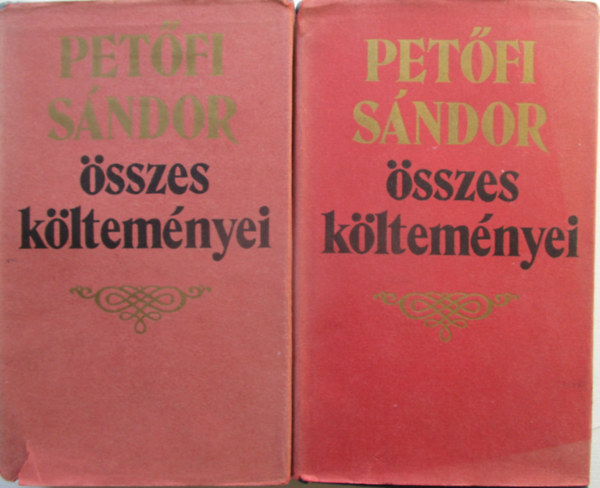 PETŐFI
SÁNDOR
összes
költeményei
PETŐFI
SÁNDOR
összes
költeményei